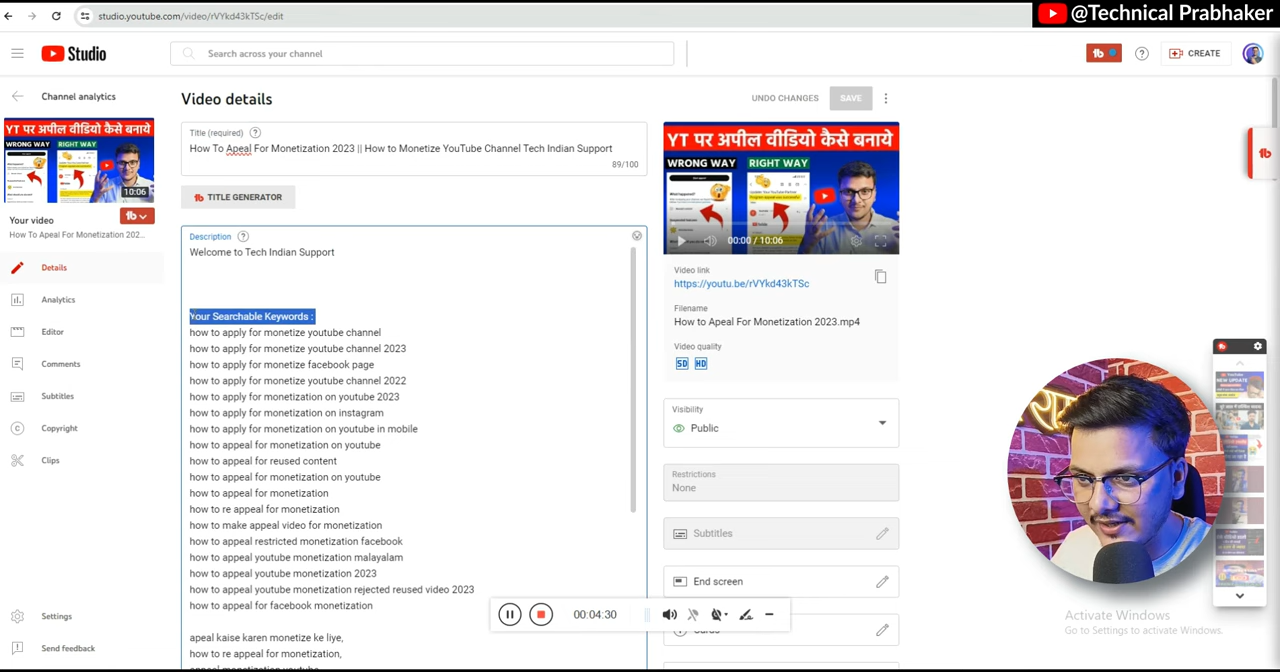 studio.youtube.com/video/rVYkd43kTSc/edit
@Technical Prabhaker
Studio
Search across your channel
CREATE
Channel analytics
Video details
UNDO CHANGES
SAVE
YT पर अपील वीडियो कैसे बनाये
WRONG WAY
RIGHT WAY
10:06
Your video
How To Apeal For Monetization 202...
Details
Analytics
Editor
Comments
Subtitles
Copyright
Clips
Settings
Send feedback
Title (required)
How To Apeal For Monetization 2023 || How to Monetize YouTube Channel Tech Indian Support
89/100
TITLE GENERATOR
Description
Welcome to Tech Indian Support
Your Searchable Keywords :
how to apply for monetize youtube channel
how to apply for monetize youtube channel 2023
how to apply for monetize facebook page
how to apply for monetize youtube channel 2022
how to apply for monetization on youtube 2023
how to apply for monetization on instagram
how to apply for monetization on youtube in mobile
how to appeal for monetization on youtube
how to appeal for reused content
how to appeal for monetization on youtube
how to appeal for monetization
how to re appeal for monetization
how to make appeal video for monetization
how to appeal restricted monetization facebook
how to appeal youtube monetization malayalam
how to appeal youtube monetization 2023
how to appeal youtube monetization rejected reused video 2023
how to appeal for facebook monetization
apeal kaise karen monetize ke liye,
how to re appeal for monetization,
YT पर अपील वीडियो कैसे बनाये
WRONG WAY
RIGHT WAY
00:00 / 10:06
Video link
https://youtu.be/rVYkd43kTSc
Filename
How to Apeal For Monetization 2023.mp4
Video quality
SD HD
Visibility
Public
Restrictions
None
Subtitles
End screen
00:04:30
Activate Windows
Go to Settings to activate Windows.